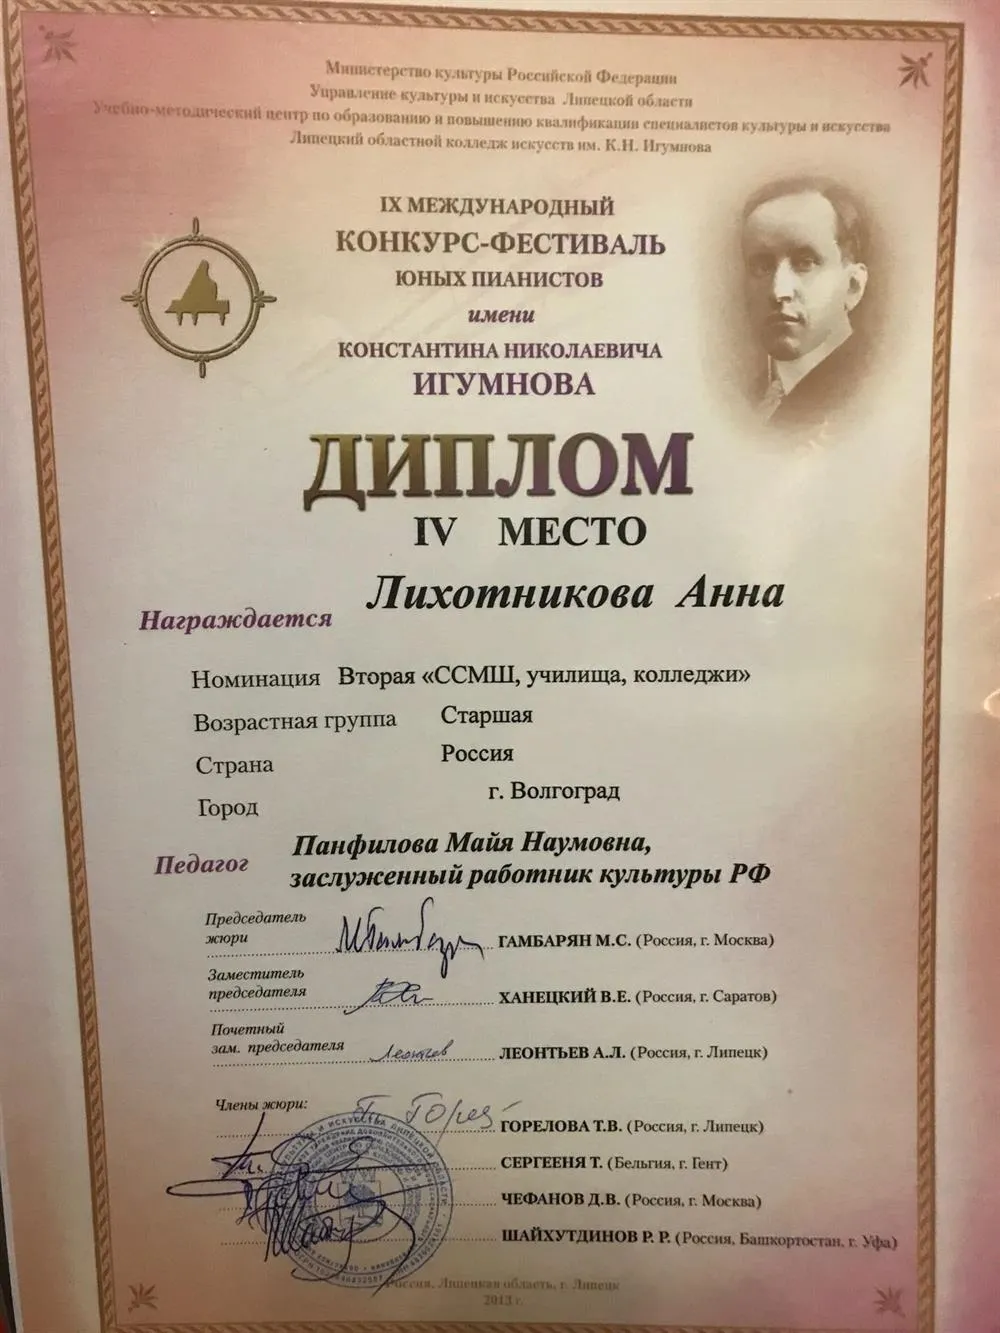 Министерство культуры Российской Федерации
Управление культуры и искусства Липецкой области
Учебно-методический центр по образованию и повышению квалификации специалистов культуры и искусства
Липецкий областной колледж искусств им. К.Н. Игумнова
IX МЕЖДУНАРОДНЫЙ
КОНКУРС-ФЕСТИВАЛЬ
ЮНЫХ ПИАНИСТОВ
имени
КОНСТАНТИНА НИКОЛАЕВИЧА
ИГУМНОВА
ДИПЛОМ
IV МЕСТО
Награждается Лихотникова Анна
Номинация Вторая «ССМШ, училища, колледжи»
Возрастная группа Старшая
Страна Россия
Город г. Волгоград
Педагог Панфилова Майя Наумовна,
заслуженный работник культуры РФ
Председатель
жюри ГАМБАРЯН М.С. (Россия, г. Москва)
Заместитель
председателя ХАНЕЦКИЙ В.Е. (Россия, г. Саратов)
Почетный
зам. председателя Леонтьев ЛЕОНТЬЕВ А.Л. (Россия, г. Липецк)
Члены жюри:
ГОРЕЛОВА Т.В. (Россия, г. Липецк)
СЕРГЕЕНЯ Т. (Бельгия, г. Гент)
ЧЕФАНОВ Д.В. (Россия, г. Москва)
ШАЙХУТДИНОВ Р. Р. (Россия, Башкортостан, г. Уфа)
Россия, Липецкая область, г. Липецк
2013 г.